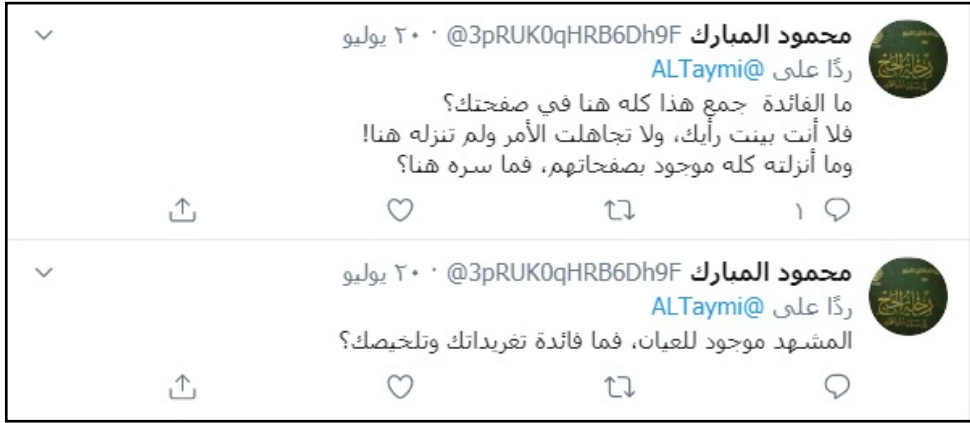 محمود المبارك @3pRUK0qHRB6Dh9F · ٢٠ يوليو
ردًا على @ALTaymi
ما الفائدة جمع هذا كله هنا في صفحتك؟
فلا أنت بينت رأيك، ولا تجاهلت الأمر ولم تنزله هنا!
وما أنزلته كله موجود بصفحاتهم، فما سره هنا؟
١
محمود المبارك @3pRUK0qHRB6Dh9F · ٢٠ يوليو
ردًا على @ALTaymi
المشهد موجود للعيان، فما فائدة تغريداتك وتلخيصك؟